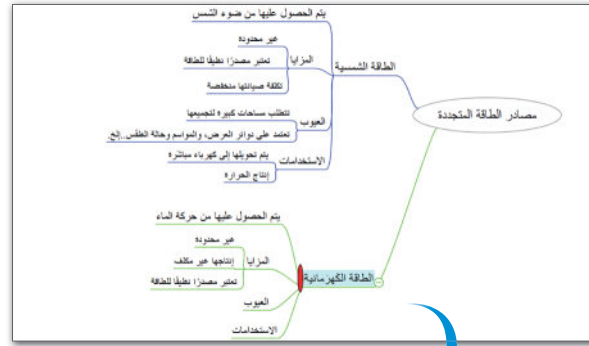 مصادر الطاقة المتجددة
الطاقة الشمسية
يتم الحصول عليها من ضوء الشمس
المزايا
غير محدودة
تعتبر مصدرًا نظيفًا للطاقة
تكلفة صيانتها منخفضة
العيوب
تتطلب مساحات كبيرة لتجميعها
تعتمد على دوائر العرض، والمواسم وحالة الطقس..إلخ.
الاستخدامات
يتم تحويلها إلى كهرباء مباشرة
إنتاج الحرارة
الطاقة الكهرومائية
يتم الحصول عليها من حركة الماء
المزايا
غير محدودة
إنتاجها غير مكلف
تعتبر مصدرًا نظيفًا للطاقة
العيوب
الاستخدامات